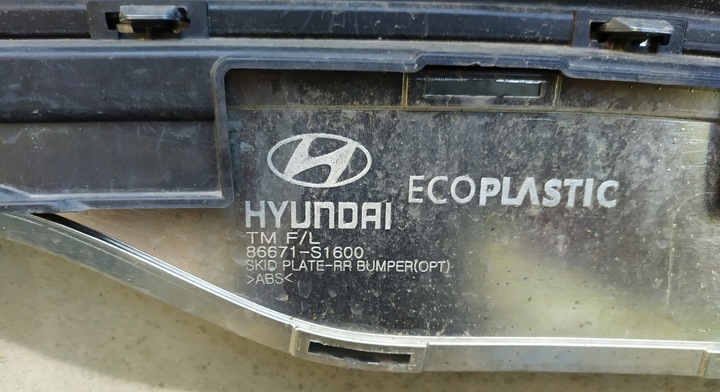 ECOPLASTIC
HYUNDAI
TM F/L
86671-S1600
SKID PLATE-RR BUMPER(OPT)
>ABS<